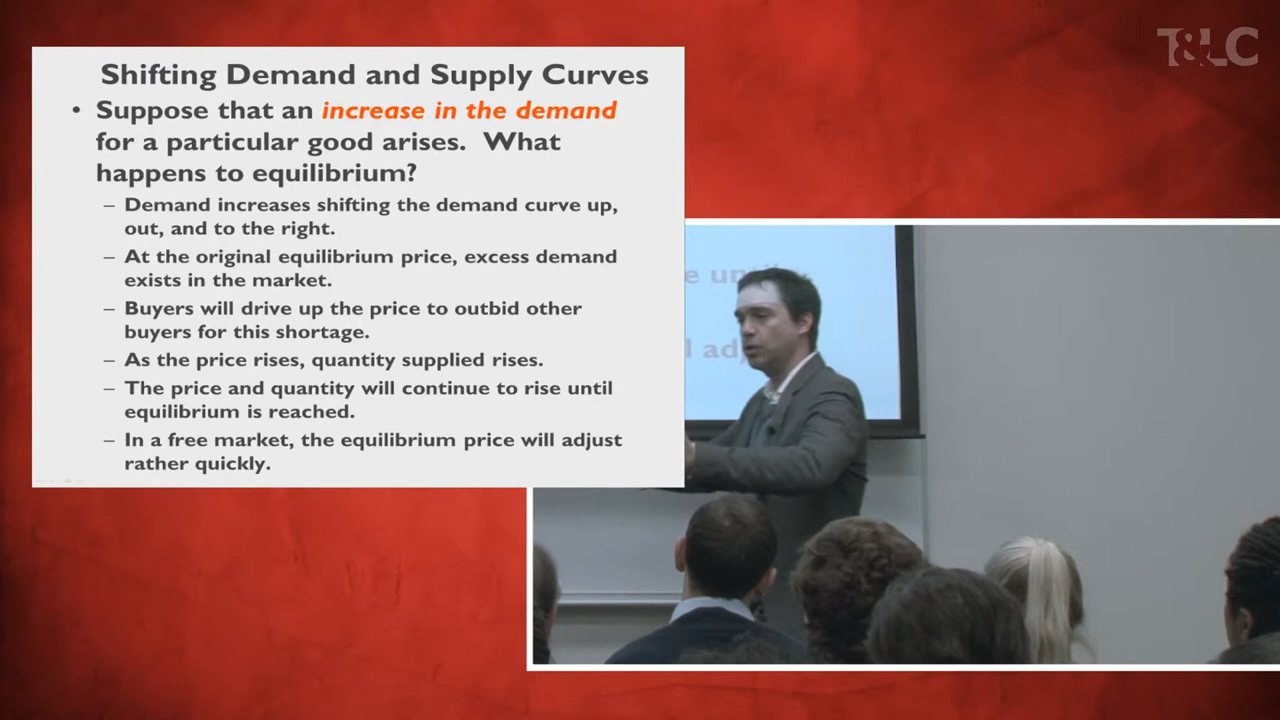 T&LC
Shifting Demand and Supply Curves
• Suppose that an increase in the demand
for a particular good arises. What
happens to equilibrium?
– Demand increases shifting the demand curve up,
out, and to the right.
– At the original equilibrium price, excess demand
exists in the market.
– Buyers will drive up the price to outbid other
buyers for this shortage.
– As the price rises, quantity supplied rises.
– The price and quantity will continue to rise until
equilibrium is reached.
– In a free market, the equilibrium price will adjust
rather quickly.